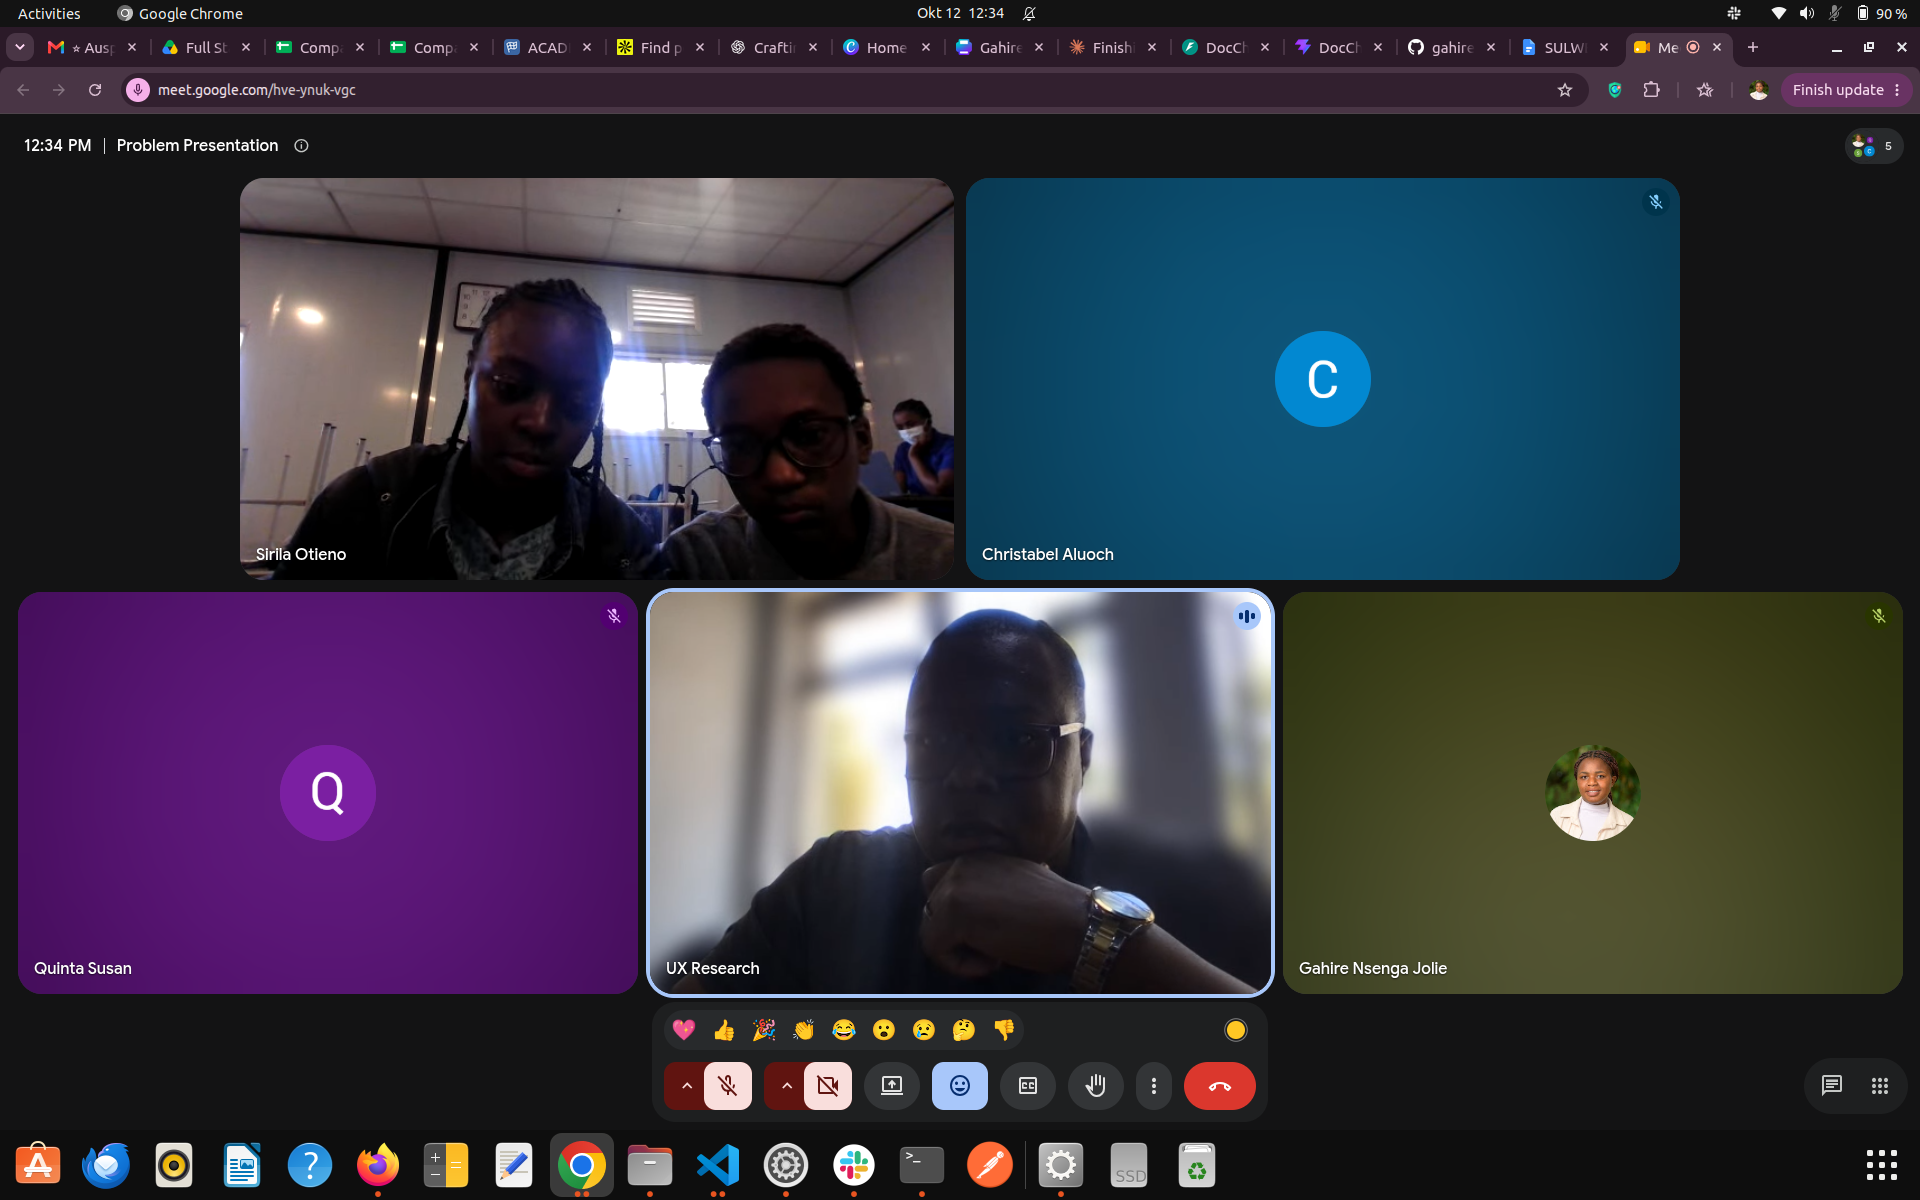 Activities
Google Chrome
Okt 12 12:34
90 %
Ausp
Full St
Comp
Comp
ACAD
Find p
Crafti
Home
Gahire
Finishi
DocCh
DocCh
gahire
SULW
Me
meet.google.com/hve-ynuk-vgc
Finish update
12:34 PM | Problem Presentation
5
Sirila Otieno
C
Christabel Aluoch
Q
Quinta Susan
UX Research
Gahire Nsenga Jolie
CC
>_
SSD